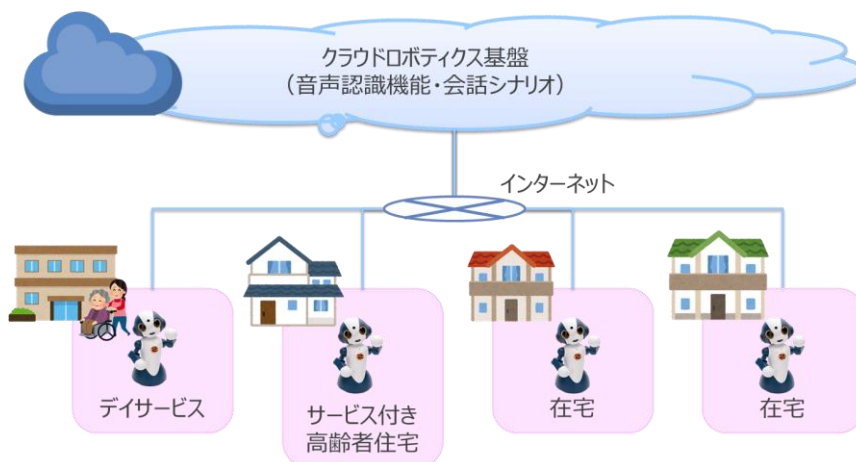 クラウドロボティクス基盤
（音声認識機能・会話シナリオ）
インターネット
デイサービス
サービス付き
高齢者住宅
在宅
在宅